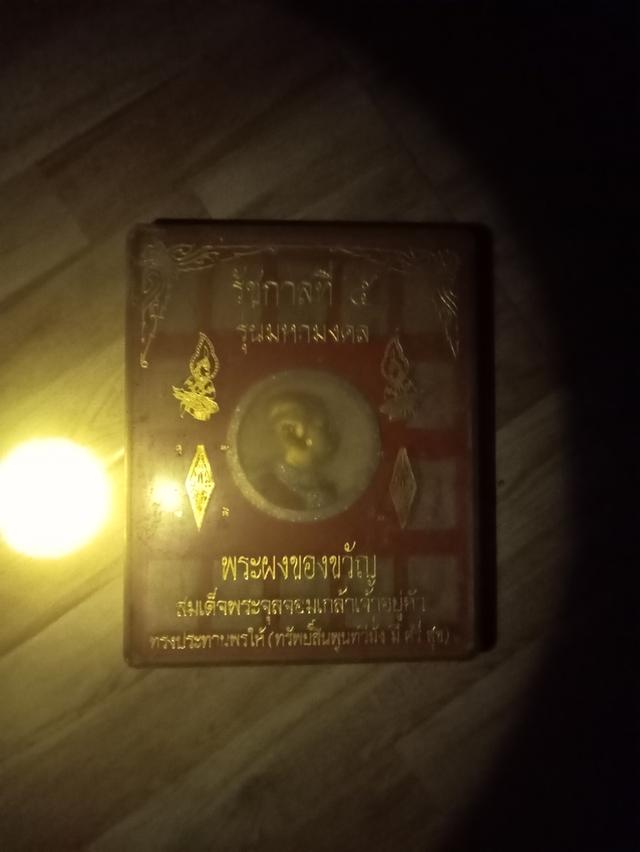 รัชกาลที่ ๕
รุ่นมหามงคล
พระผงของขวัญ
สมเด็จพระจุลจอมเกล้าเจ้าอยู่หัว
ทรงประทานพรให้ (ทรัพย์สินพูนทวี มั่ง มี ศรี สุข)